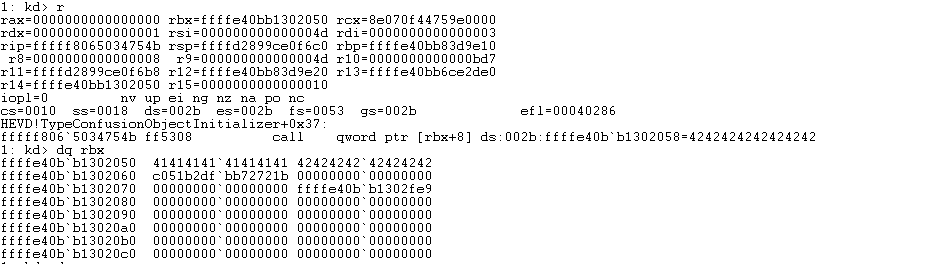 1: kd> r
rax=0000000000000000 rbx=ffffe40bb1302050 rcx=8e070f44759e0000
rdx=0000000000000001 rsi=000000000000004d rdi=0000000000000003
rip=fffff8065034754b rsp=ffffd2899ce0f6c0 rbp=ffffe40bb83d9e10
r8=0000000000000008 r9=000000000000004d r10=0000000000000bd7
r11=ffffd2899ce0f6b8 r12=ffffe40bb83d9e20 r13=ffffe40bb6ce2de0
r14=ffffe40bb1302050 r15=0000000000000010
iopl=0 nv up ei ng nz na po nc
cs=0010 ss=0018 ds=002b es=002b fs=0053 gs=002b efl=00040286
HEVD!TypeConfusionObjectInitializer+0x37:
fffff806`5034754b ff5308 call qword ptr [rbx+8] ds:002b:ffffe40b`b1302058=4242424242424242
1: kd> dq rbx
ffffe40b`b1302050 41414141`41414141 42424242`42424242
ffffe40b`b1302060 c051b2df`bb72721b 00000000`00000000
ffffe40b`b1302070 00000000`00000000 ffffe40b`b1302fe9
ffffe40b`b1302080 00000000`00000000 00000000`00000000
ffffe40b`b1302090 00000000`00000000 00000000`00000000
ffffe40b`b13020a0 00000000`00000000 00000000`00000000
ffffe40b`b13020b0 00000000`00000000 00000000`00000000
ffffe40b`b13020c0 00000000`00000000 00000000`00000000